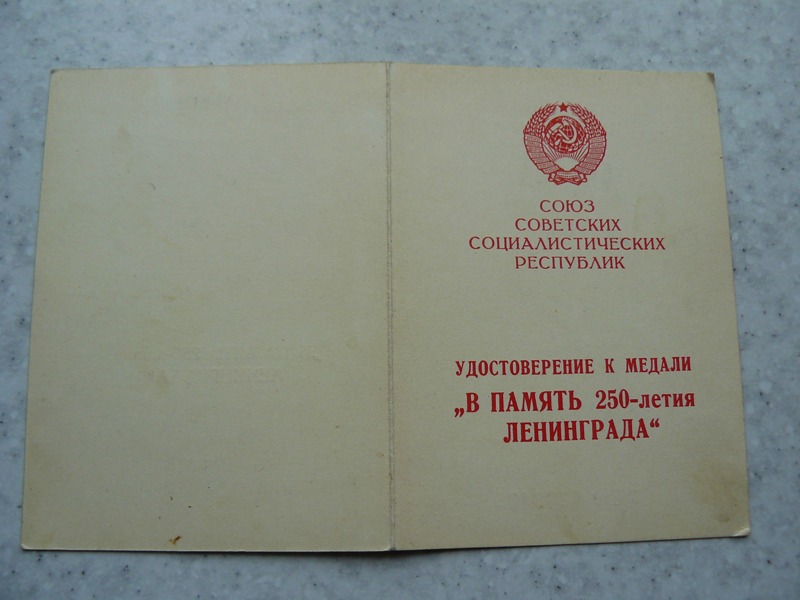 СОЮЗ
СОВЕТСКИХ
СОЦИАЛИСТИЧЕСКИХ
РЕСПУБЛИК
УДОСТОВЕРЕНИЕ К МЕДАЛИ
„В ПАМЯТЬ 250-летия
ЛЕНИНГРАДА“